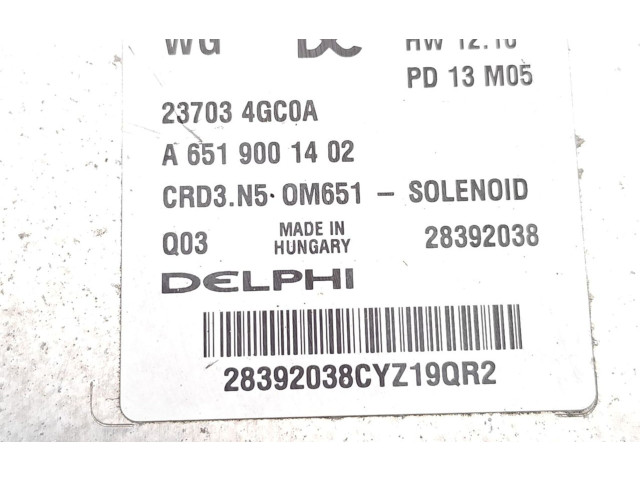 WG DC HW 12.10
PD 13 M05
23703 4GC0A
A 651 900 14 02
CRD3.N5· OM651 – SOLENOID
Q03 MADE IN HUNGARY 28392038
DELPHI
28392038CYZ19QR2